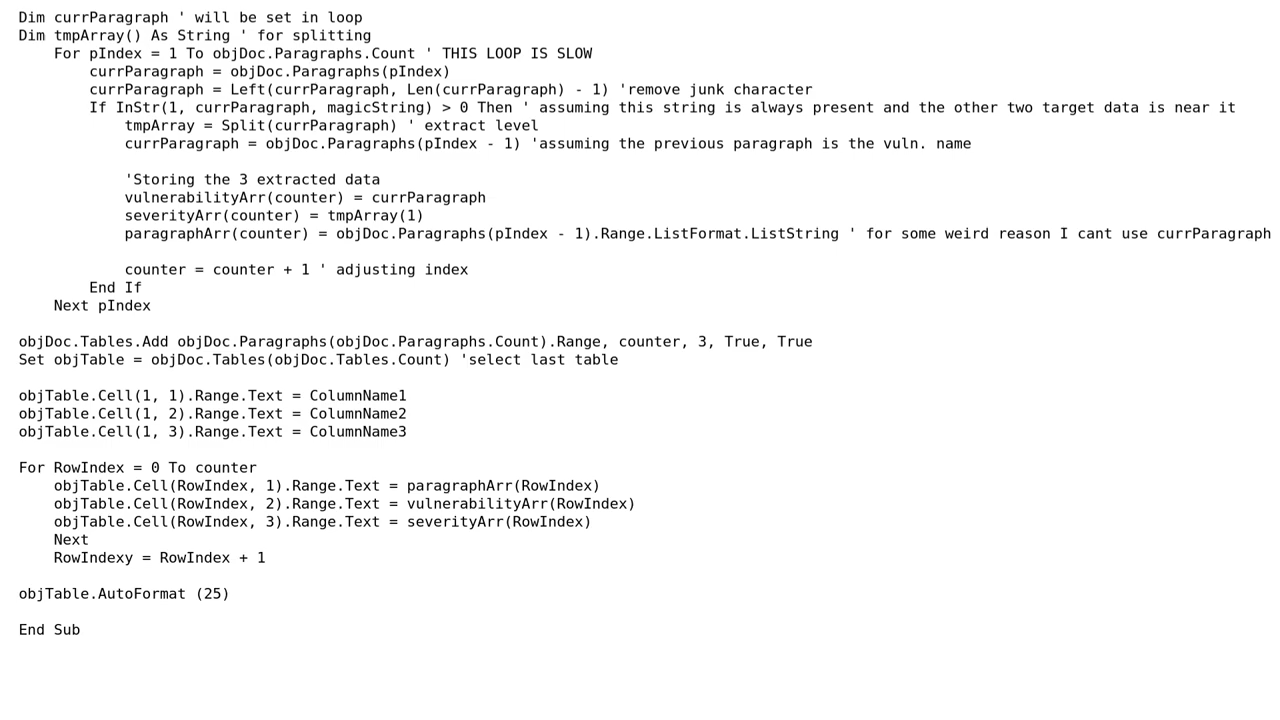 Dim currParagraph ' will be set in loop
Dim tmpArray() As String ' for splitting
    For pIndex = 1 To objDoc.Paragraphs.Count ' THIS LOOP IS SLOW
        currParagraph = objDoc.Paragraphs(pIndex)
        currParagraph = Left(currParagraph, Len(currParagraph) - 1) 'remove junk character
        If InStr(1, currParagraph, magicString) > 0 Then ' assuming this string is always present and the other two target data is near it
            tmpArray = Split(currParagraph) ' extract level
            currParagraph = objDoc.Paragraphs(pIndex - 1) 'assuming the previous paragraph is the vuln. name

            'Storing the 3 extracted data
            vulnerabilityArr(counter) = currParagraph
            severityArr(counter) = tmpArray(1)
            paragraphArr(counter) = objDoc.Paragraphs(pIndex - 1).Range.ListFormat.ListString ' for some weird reason I cant use currParagraph

            counter = counter + 1 ' adjusting index
        End If
    Next pIndex

objDoc.Tables.Add objDoc.Paragraphs(objDoc.Paragraphs.Count).Range, counter, 3, True, True
Set objTable = objDoc.Tables(objDoc.Tables.Count) 'select last table

objTable.Cell(1, 1).Range.Text = ColumnName1
objTable.Cell(1, 2).Range.Text = ColumnName2
objTable.Cell(1, 3).Range.Text = ColumnName3

For RowIndex = 0 To counter
    objTable.Cell(RowIndex, 1).Range.Text = paragraphArr(RowIndex)
    objTable.Cell(RowIndex, 2).Range.Text = vulnerabilityArr(RowIndex)
    objTable.Cell(RowIndex, 3).Range.Text = severityArr(RowIndex)
    Next
    RowIndexy = RowIndex + 1

objTable.AutoFormat (25)

End Sub